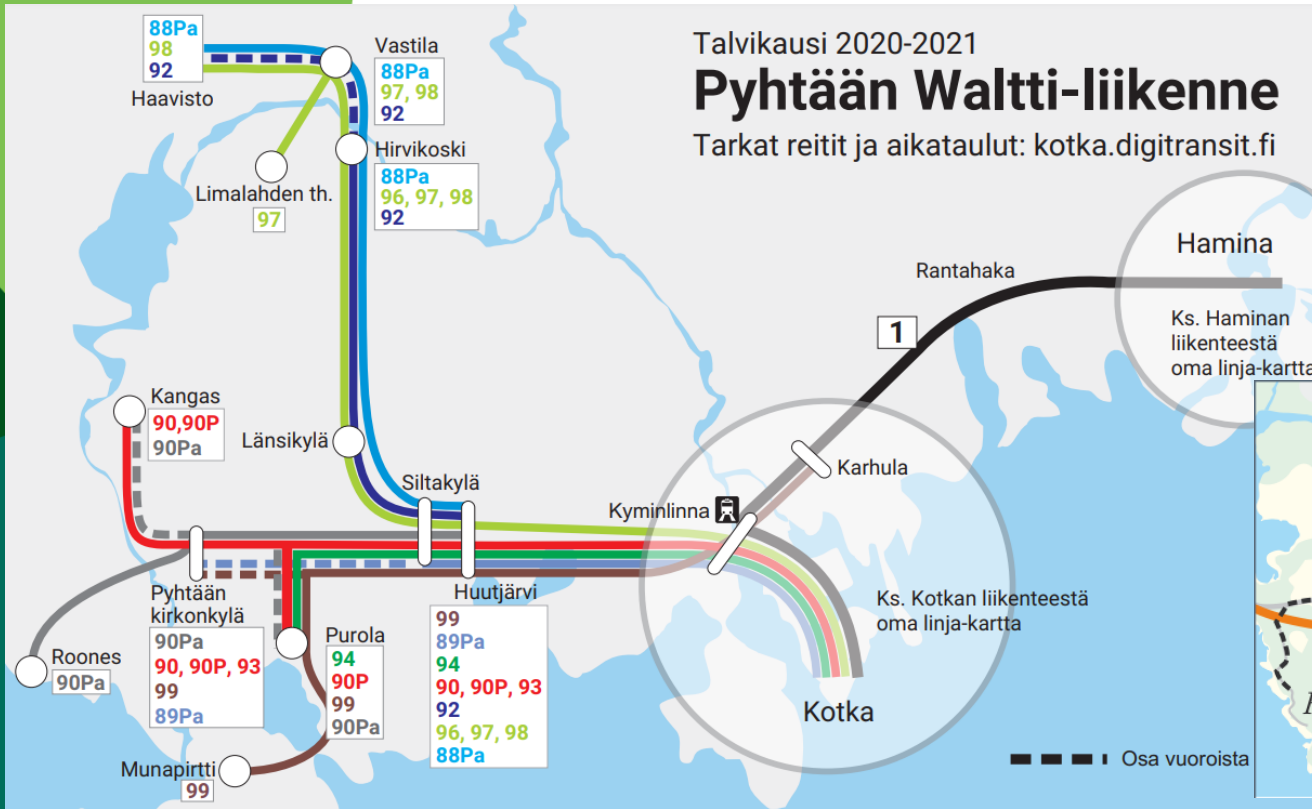 Talvikausi 2020-2021
Pyhtään Waltti-liikenne
Tarkat reitit ja aikataulut: kotka.digitransit.fi
88Pa
98
92
Haavisto
Vastila
88Pa
97, 98
92
Hirvikoski
88Pa
96, 97, 98
92
Limalahden th.
97
Hamina
Ks. Haminan
liikenteestä
oma linja-kartta
Rantahaka
1
Kangas
90,90P
90Pa
Länsikylä
Siltakylä
Karhula
Kyminlinna
Pyhtään
kirkonkylä
90Pa
90, 90P, 93
99
89Pa
Roones
90Pa
Purola
94
90P
99
90Pa
Huutjärvi
99
89Pa
94
90, 90P, 93
92
96, 97, 98
88Pa
Ks. Kotkan liikenteestä
oma linja-kartta
Kotka
Munapirtti
99
Osa vuoroista